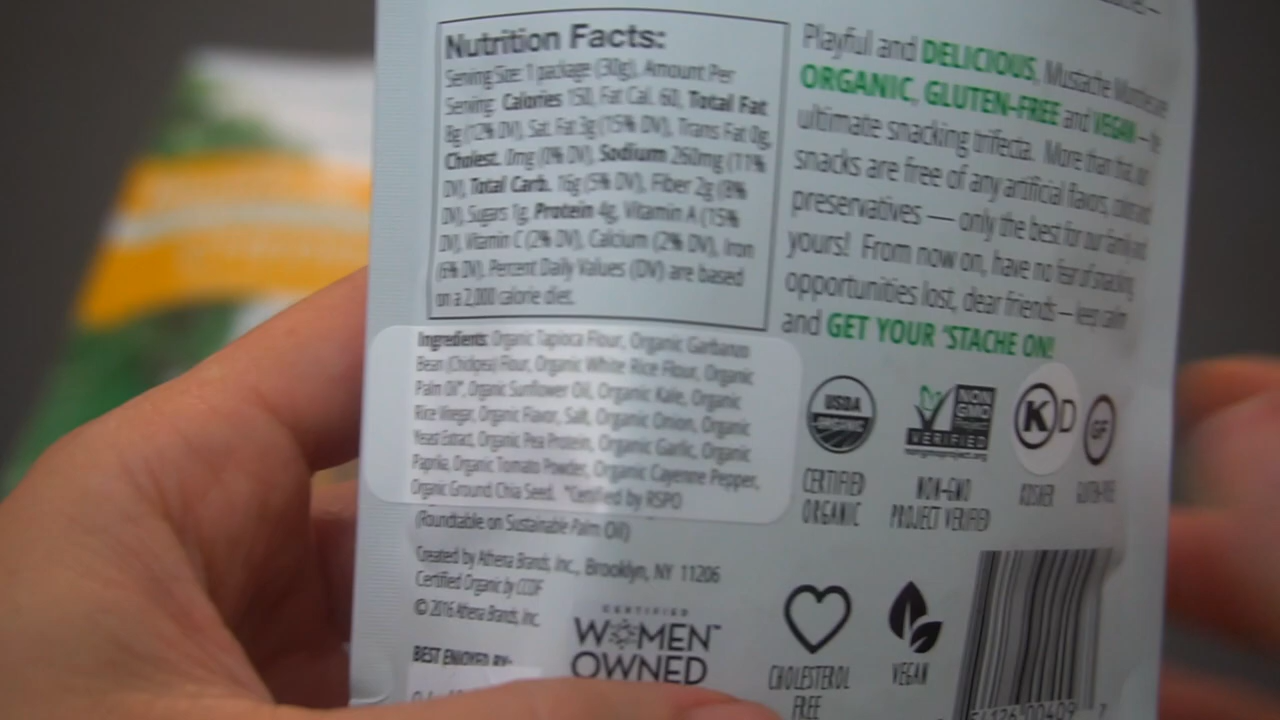 Nutrition Facts:
Serving Size: 1 package (30g), Amount Per
Serving: Calories 150, Fat Cal. 60, Total Fat
8g (12% DV), Sat. Fat 3g (15% DV), Trans Fat 0g,
Cholest. 0mg (0% DV), Sodium 260mg (11%
DV), Total Carb. 16g (5% DV), Fiber 2g (8%
DV), Sugars 1g, Protein 4g, Vitamin A (15%
DV), Vitamin C (2% DV), Calcium (2% DV), Iron
(6% DV). Percent Daily Values (DV) are based
on a 2,000 calorie diet.
Ingredients: Organic Tapioca Flour, Organic Garbanzo
Bean (Chickpea) Flour, Organic White Rice Flour, Organic
Palm Oil*, Organic Sunflower Oil, Organic Kale, Organic
Rice Vinegar, Organic Flavor, Salt, Organic Onion, Organic
Yeast Extract, Organic Pea Protein, Organic Garlic, Organic
Paprika, Organic Tomato Powder, Organic Cayenne Pepper,
Organic Ground Chia Seed. *Certified by RSPO
(Roundtable on Sustainable Palm Oil)
Created by Athena Brands, Inc., Brooklyn, NY 11206
Certified Organic by CCOF
© 2016 Athena Brands, Inc.
BEST ENJOYED BY:
CERTIFIED
WOMEN
OWNED
Playful and DELICIOUS, Mustache Munchies are
ORGANIC, GLUTEN-FREE and VEGAN – the
ultimate snacking trifecta. More than that, our
snacks are free of any artificial flavors, colors and
preservatives — only the best for our family and
yours! From now on, have no fear of snacking
opportunities lost, dear friends – keep calm
and GET YOUR 'STACHE ON!
USDA
ORGANIC
CERTIFIED
ORGANIC
NON
GMO
Project
VERIFIED
nongmoproject.org
NON-GMO
PROJECT VERIFIED
K D
KOSHER
GF
GLUTEN-FREE
CHOLESTEROL
FREE
VEGAN